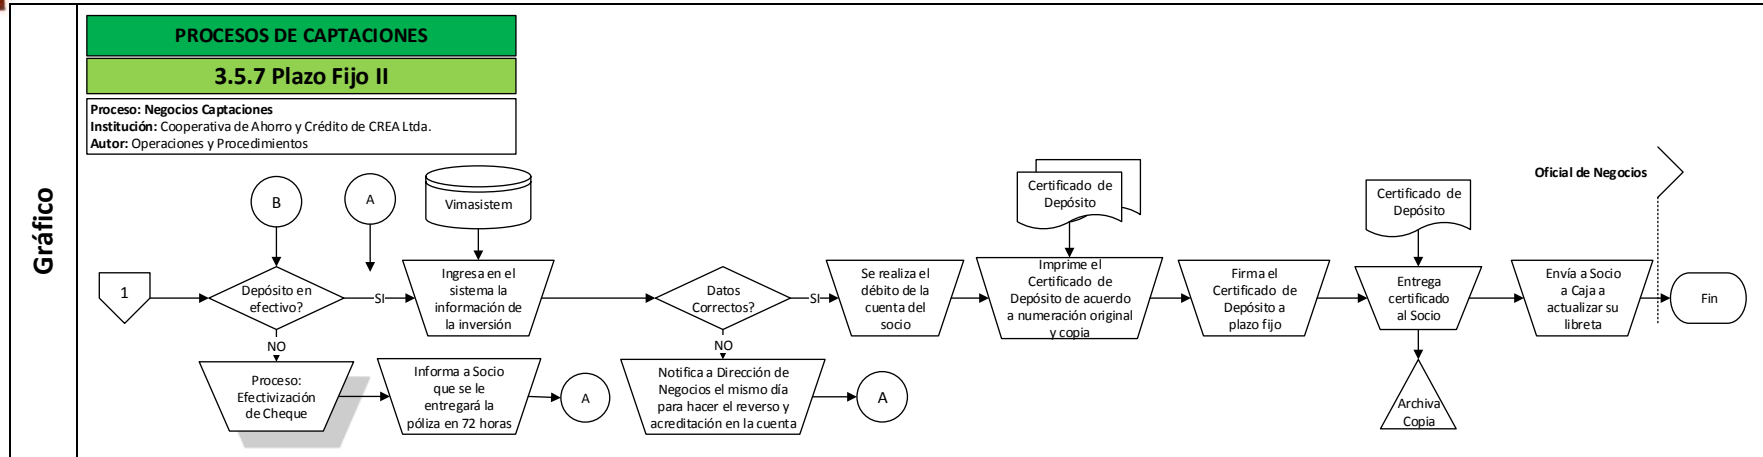 PROCESOS DE CAPTACIONES
3.5.7 Plazo Fijo II
Proceso: Negocios Captaciones
Institución: Cooperativa de Ahorro y Crédito de CREA Ltda.
Autor: Operaciones y Procedimientos
Gráfico
1
B
A
Depósito en
efectivo?
SI
NO
Vimasistem
Ingresa en el
sistema la
información de
la inversión
Proceso:
Efectivización
de Cheque
Informa a Socio
que se le
entregará la
póliza en 72 horas
A
Datos
Correctos?
SI
NO
Notifica a Dirección de
Negocios el mismo día
para hacer el reverso y
acreditación en la cuenta
A
Se realiza el
débito de la
cuenta del
socio
Certificado de
Depósito
Imprime el
Certificado de
Depósito de acuerdo
a numeración original
y copia
Firma el
Certificado de
Depósito a
plazo fijo
Certificado de
Depósito
Entrega
certificado
al Socio
Archiva
Copia
Envía a Socio
a Caja a
actualizar su
libreta
Oficial de Negocios
Fin